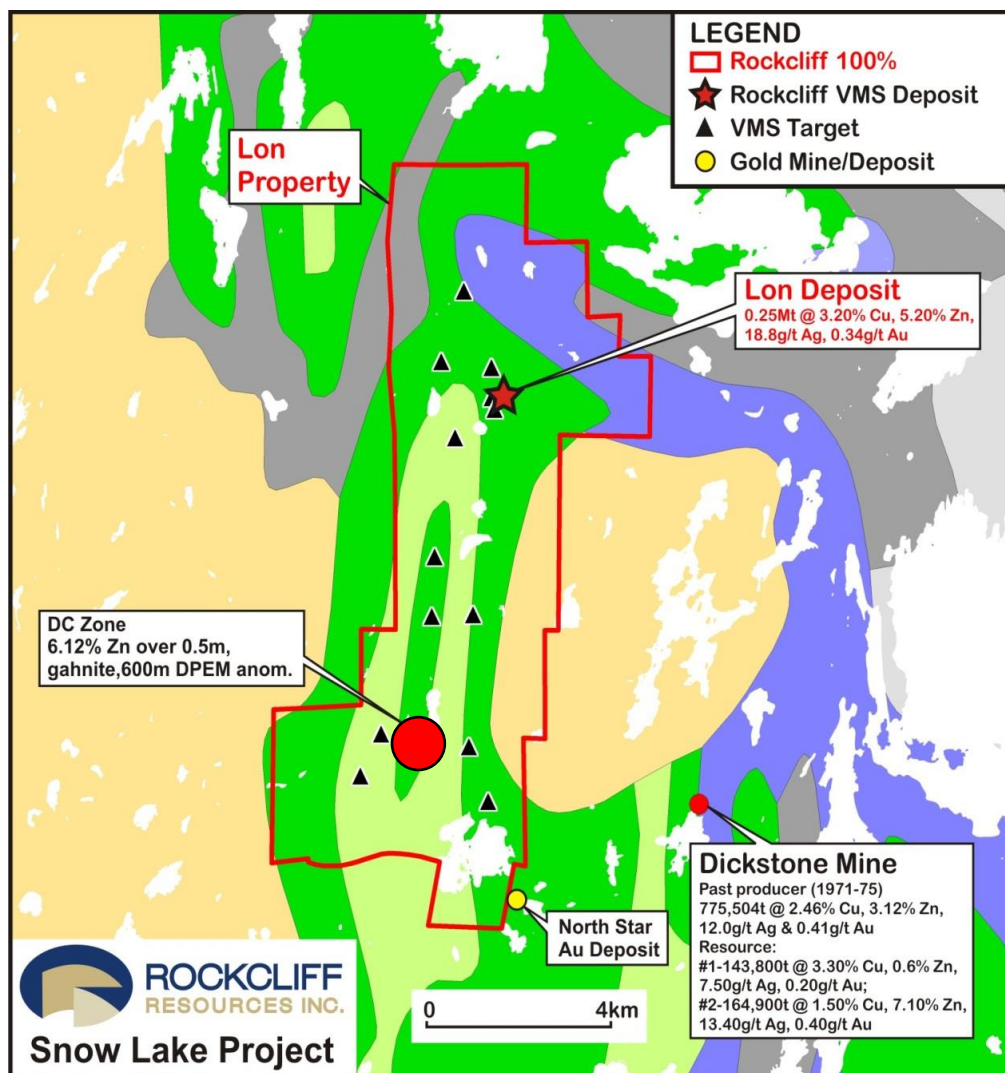 LEGEND
Rockcliff 100%
Rockcliff VMS Deposit
VMS Target
Gold Mine/Deposit
Lon
Property
Lon Deposit
0.25Mt @ 3.20% Cu, 5.20% Zn,
18.8g/t Ag, 0.34g/t Au
DC Zone
6.12% Zn over 0.5m,
gahnite,600m DPEM anom.
Dickstone Mine
Past producer (1971-75)
775,504t @ 2.46% Cu, 3.12% Zn,
12.0g/t Ag & 0.41g/t Au
Resource:
#1-143,800t @ 3.30% Cu, 0.6% Zn,
7.50g/t Ag, 0.20g/t Au;
#2-164,900t @ 1.50% Cu, 7.10% Zn,
13.40g/t Ag, 0.40g/t Au
North Star
Au Deposit
ROCKCLIFF
RESOURCES INC.
Snow Lake Project
0 4km